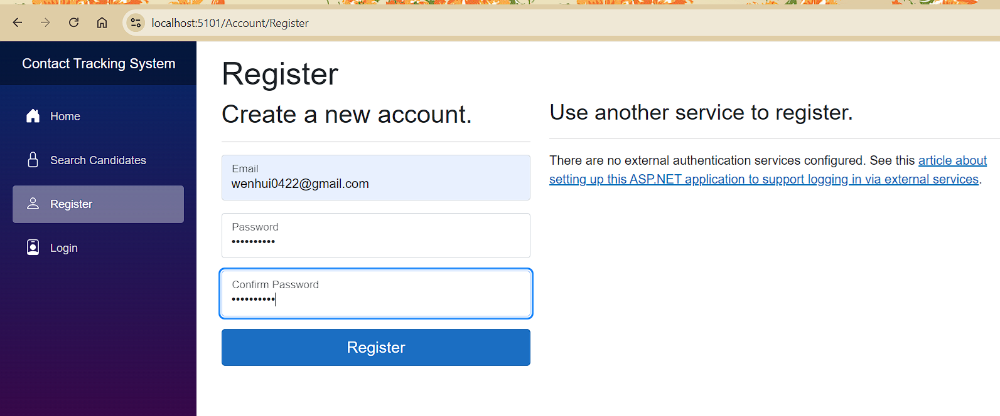 localhost:5101/Account/Register
Contact Tracking System
Home
Search Candidates
Register
Login
Register
Create a new account.
Email
wenhui0422@gmail.com
Password
••••••••••
Confirm Password
••••••••••
Register
Use another service to register.
There are no external authentication services configured. See this article about
setting up this ASP.NET application to support logging in via external services.